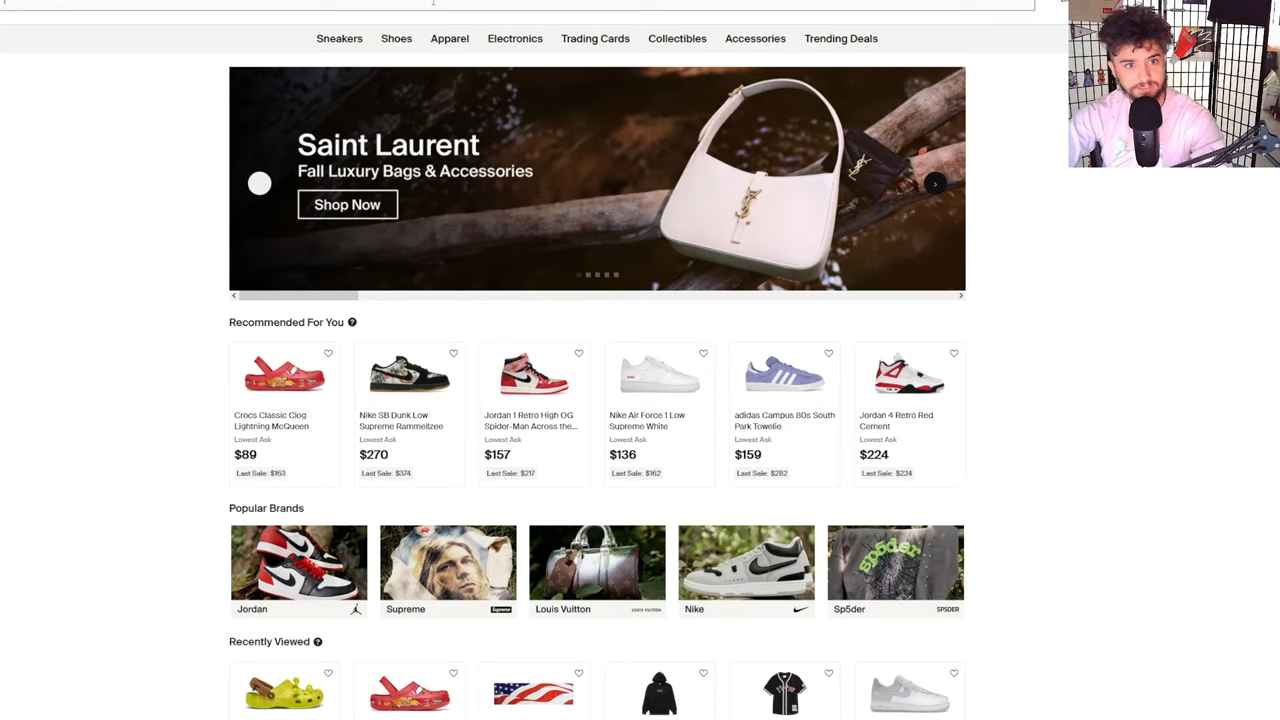 Sneakers Shoes Apparel Electronics Trading Cards Collectibles Accessories Trending Deals
Saint Laurent
Fall Luxury Bags & Accessories
Shop Now
Recommended For You
Crocs Classic Clog
Lightning McQueen
Lowest Ask
$89
Last Sale: $163
Nike SB Dunk Low
Supreme Rammellzee
Lowest Ask
$270
Last Sale: $374
Jordan 1 Retro High OG
Spider-Man Across the...
Lowest Ask
$157
Last Sale: $217
Nike Air Force 1 Low
Supreme White
Lowest Ask
$136
Last Sale: $162
adidas Campus 80s South
Park Towelie
Lowest Ask
$159
Last Sale: $282
Jordan 4 Retro Red
Cement
Lowest Ask
$224
Last Sale: $224
Popular Brands
sp5der
Jordan
Supreme
Supreme
Louis Vuitton
LOUIS VUITTON
Nike
Sp5der
SP5DER
Recently Viewed